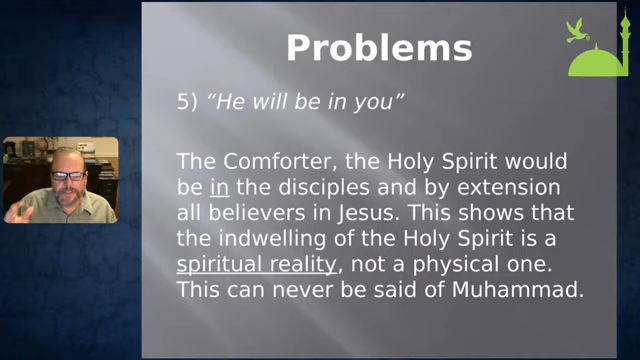 Problems
5) “He will be in you”
The Comforter, the Holy Spirit would
be in the disciples and by extension
all believers in Jesus. This shows that
the indwelling of the Holy Spirit is a
spiritual reality, not a physical one.
This can never be said of Muhammad.